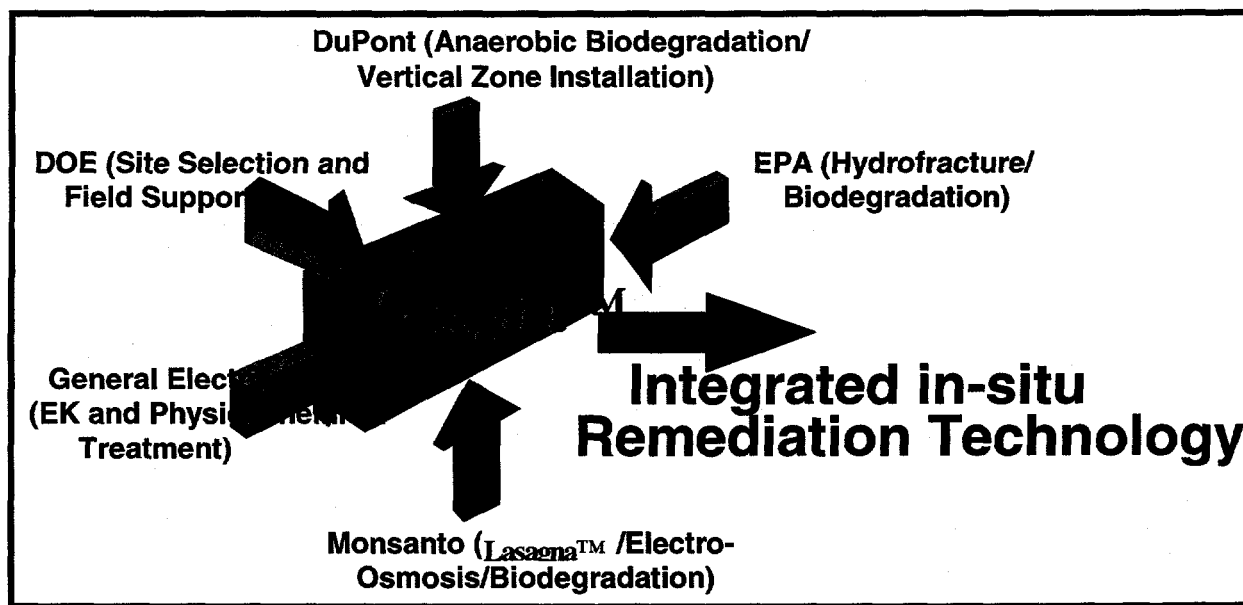 DuPont (Anaerobic Biodegradation/
Vertical Zone Installation)
DOE (Site Selection and
Field Suppor
EPA (Hydrofracture/
Biodegradation)
General Elect
(EK and Physi
Treatment)
Integrated in-situ
Remediation Technology
Monsanto (Lasagna™ /Electro-
Osmosis/Biodegradation)